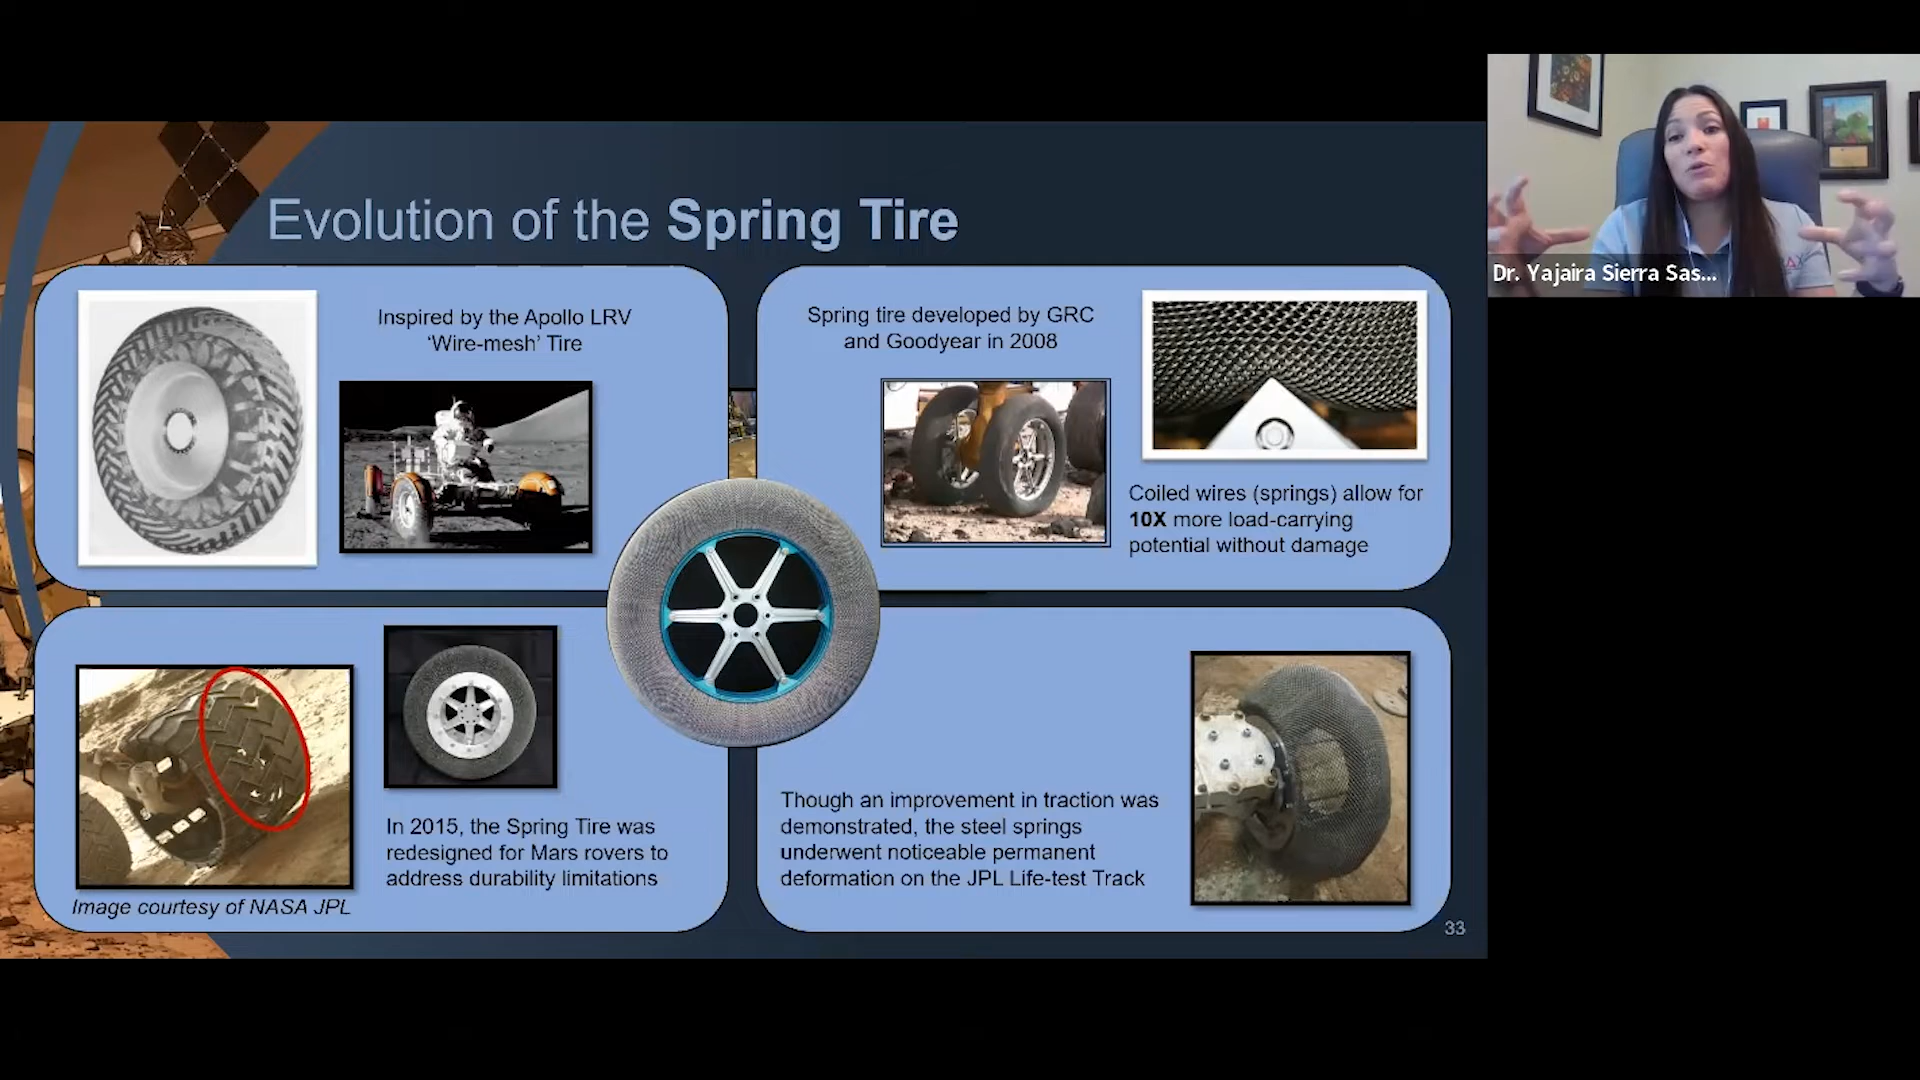 Evolution of the Spring Tire
Inspired by the Apollo LRV
‘Wire-mesh’ Tire
Spring tire developed by GRC
and Goodyear in 2008
Coiled wires (springs) allow for
10X more load-carrying
potential without damage
In 2015, the Spring Tire was
redesigned for Mars rovers to
address durability limitations
Image courtesy of NASA JPL
Though an improvement in traction was
demonstrated, the steel springs
underwent noticeable permanent
deformation on the JPL Life-test Track
33
Dr. Yajaira Sierra Sas...